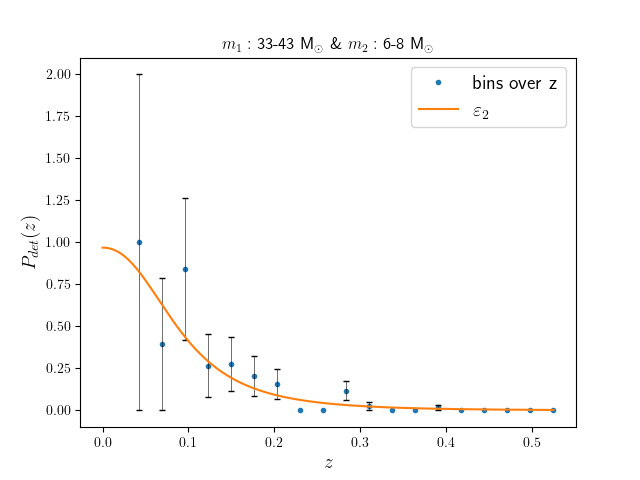 m₁ : 33-43 M⊙ & m₂ : 6-8 M⊙
bins over z
ε₂
P_det(z)
2.00
1.75
1.50
1.25
1.00
0.75
0.50
0.25
0.00
0.0 0.1 0.2 0.3 0.4 0.5
z